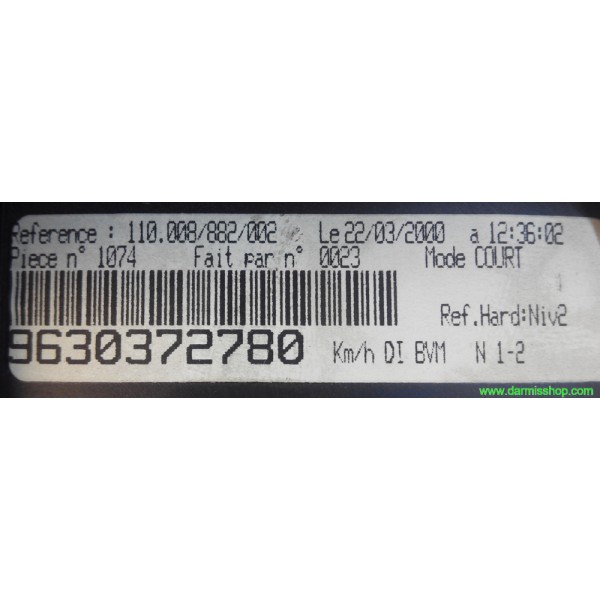 Reference : 110.008/882/002 Le 22/03/2000 a 12:36:02
Piece n° 1074 Fait par n° 0023 Mode COURT
1
Ref.Hard:Niv2
9630372780 Km/h DI BVM N 1-2
www.darmisshop.com